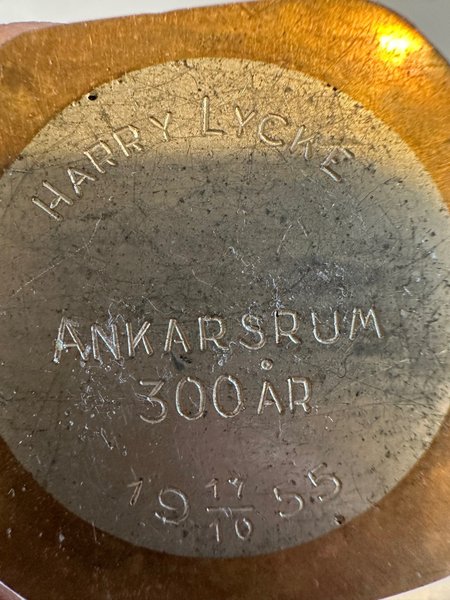 HARRY LYCKE
ANKARSRUM
300 ÅR
19 17/10 55